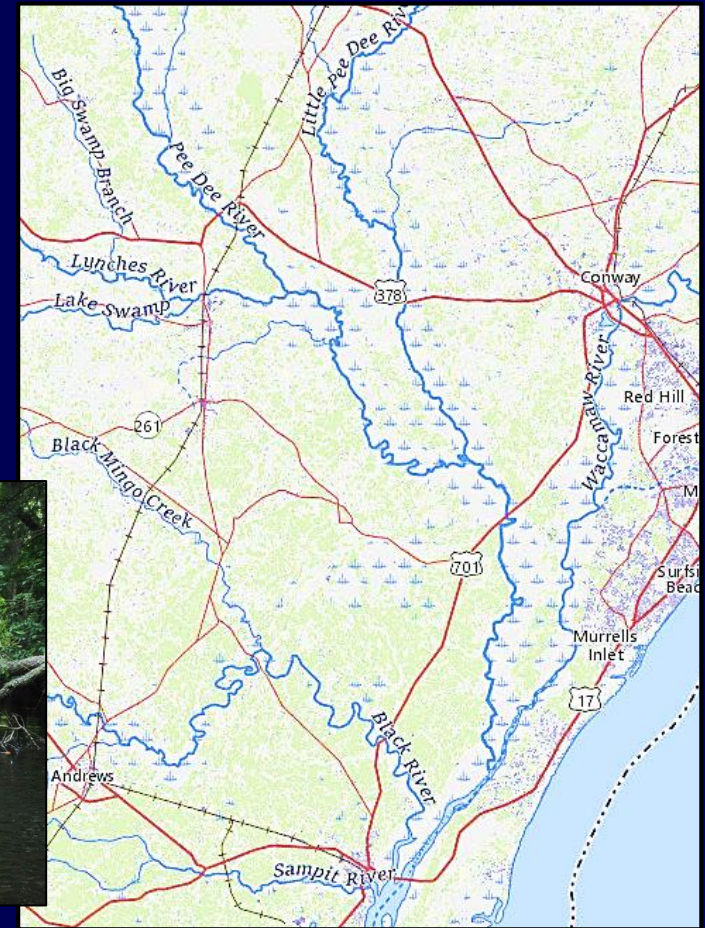 Little Pee Dee Riv
Big Swamp Branch
Pee Dee River
Lynches River
Lake Swamp
378
Conway
Waccamaw River
Red Hill
261
Forest
Black Mingo Creek
M
701
Surfsi
Beac
Murrells
Inlet
17
Black River
Andrews
Sampit River